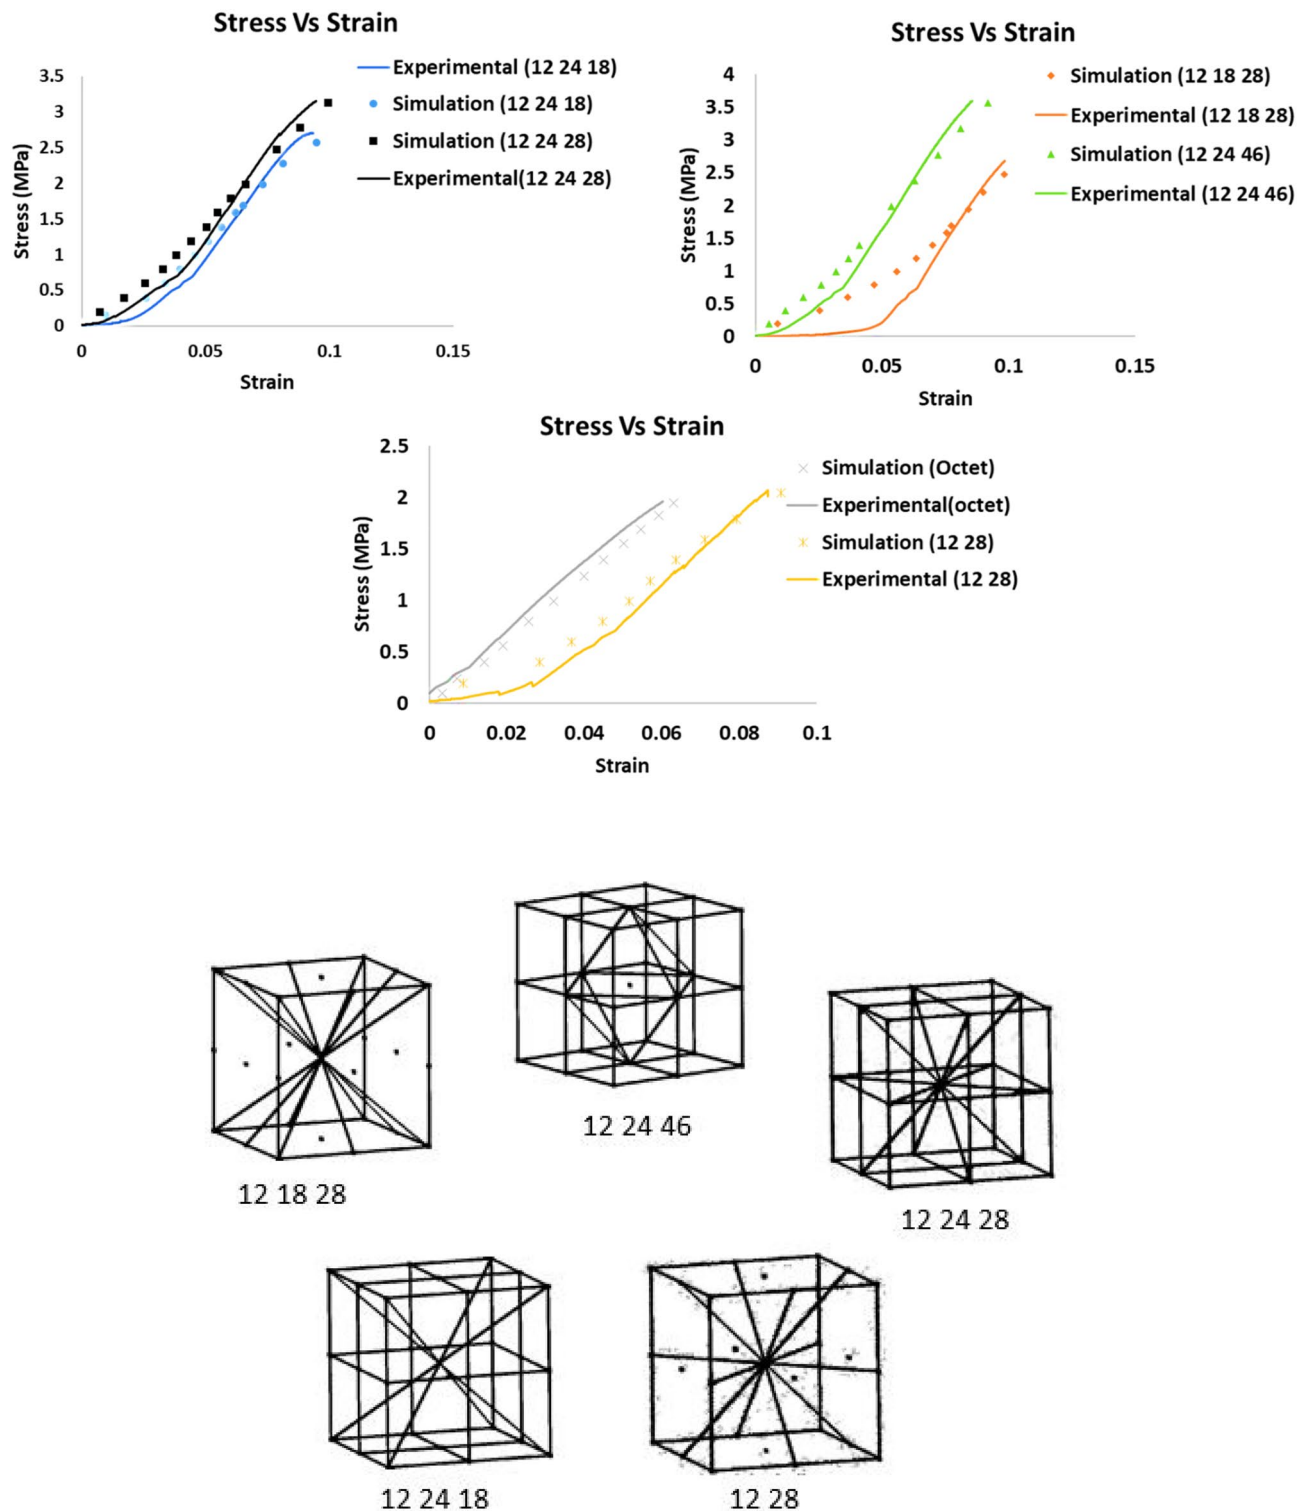 Stress Vs Strain
3.5
3
2.5
2
1.5
1
0.5
0
0 0.05 0.1 0.15
Stress (MPa)
Strain
Experimental (12 24 18)
Simulation (12 24 18)
Simulation (12 24 28)
Experimental(12 24 28)
Stress Vs Strain
4
3.5
3
2.5
2
1.5
1
0.5
0
0 0.05 0.1 0.15
Stress (MPa)
Strain
Simulation (12 18 28)
Experimental (12 18 28)
Simulation (12 24 46)
Experimental (12 24 46)
Stress Vs Strain
2.5
2
1.5
1
0.5
0
0 0.02 0.04 0.06 0.08 0.1
Stress (MPa)
Strain
Simulation (Octet)
Experimental(octet)
Simulation (12 28)
Experimental (12 28)
12 24 46
12 18 28
12 24 28
12 24 18
12 28